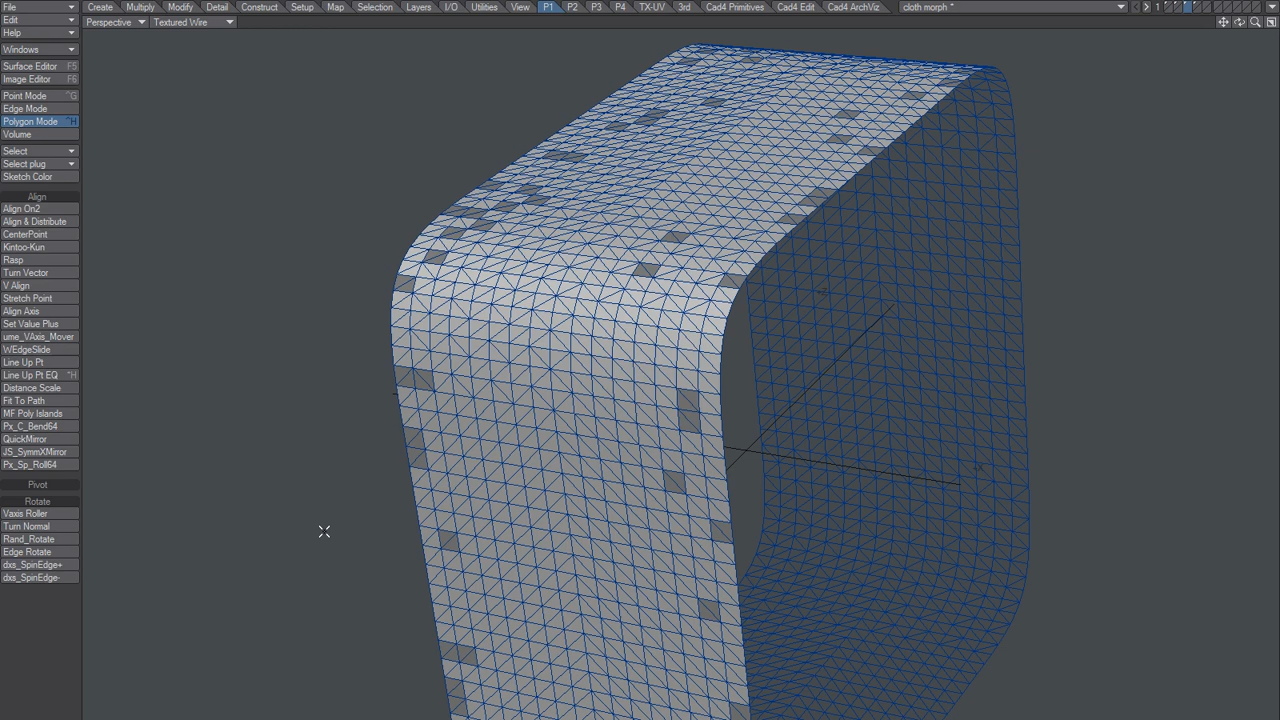 File
Create Multiply Modify Detail Construct Setup Map Selection Layers I/O Utilities View P1 P2 P3 P4 TX-UV 3rd Cad4 Primitives Cad4 Edit Cad4 ArchViz cloth morph * 1
Edit
Perspective Textured Wire
Help
Windows
Surface Editor F5
Image Editor F6
Point Mode ^G
Edge Mode
Polygon Mode ^H
Volume
Select
Select plug
Sketch Color
Align
Align On2
Align & Distribute
CenterPoint
Kintoo-Kun
Rasp
Turn Vector
V Align
Stretch Point
Align Axis
Set Value Plus
ume_VAxis_Mover
WEdgeSlide
Line Up Pt
Line Up Pt EQ ^H
Distance Scale
Fit To Path
MF Poly Islands
Px_C_Bend64
QuickMirror
JS_SymmXMirror
Px_Sp_Roll64
Pivot
Rotate
Vaxis Roller
Turn Normal
Rand_Rotate
Edge Rotate
dxs_SpinEdge+
dxs_SpinEdge-